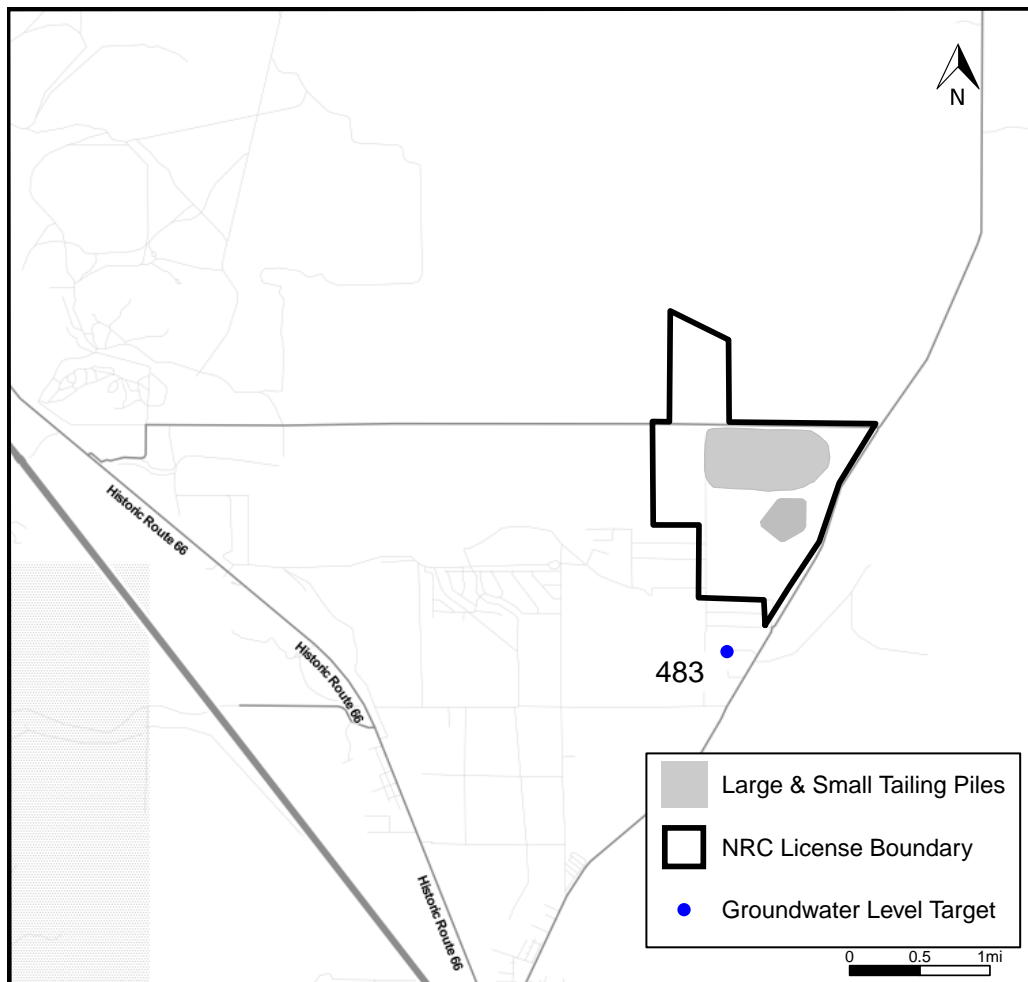 N
Historic Route 66
Historic Route 66
483
Historic Route 66
Large & Small Tailing Piles
NRC License Boundary
Groundwater Level Target
0 0.5 1mi